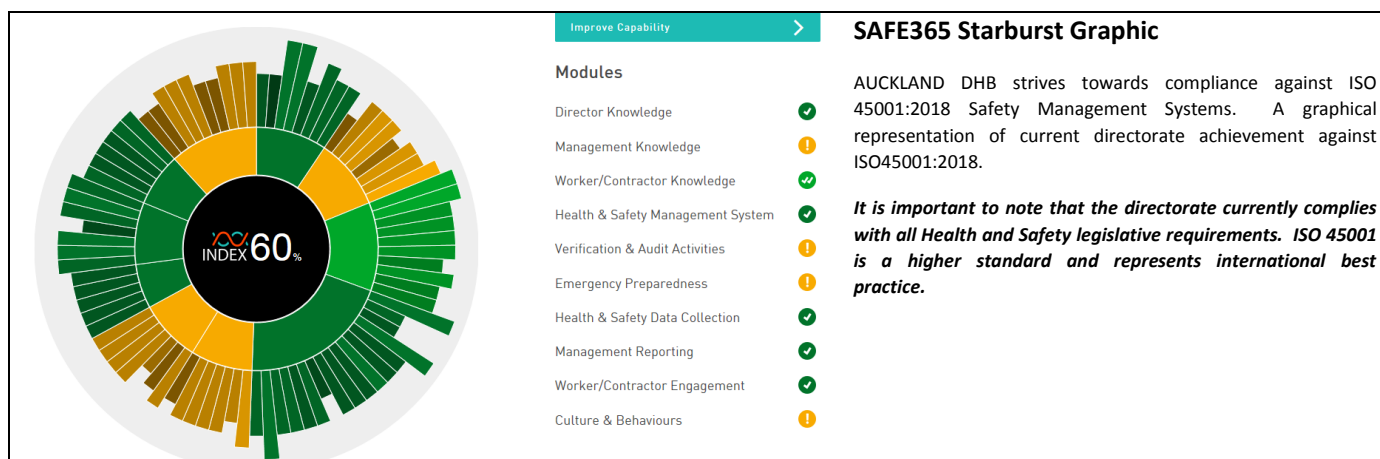 INDEX 60%
Improve Capability
Modules
Director Knowledge
Management Knowledge
Worker/Contractor Knowledge
Health & Safety Management System
Verification & Audit Activities
Emergency Preparedness
Health & Safety Data Collection
Management Reporting
Worker/Contractor Engagement
Culture & Behaviours
SAFE365 Starburst Graphic
AUCKLAND DHB strives towards compliance against ISO
45001:2018 Safety Management Systems. A graphical
representation of current directorate achievement against
ISO45001:2018.
It is important to note that the directorate currently complies
with all Health and Safety legislative requirements. ISO 45001
is a higher standard and represents international best
practice.